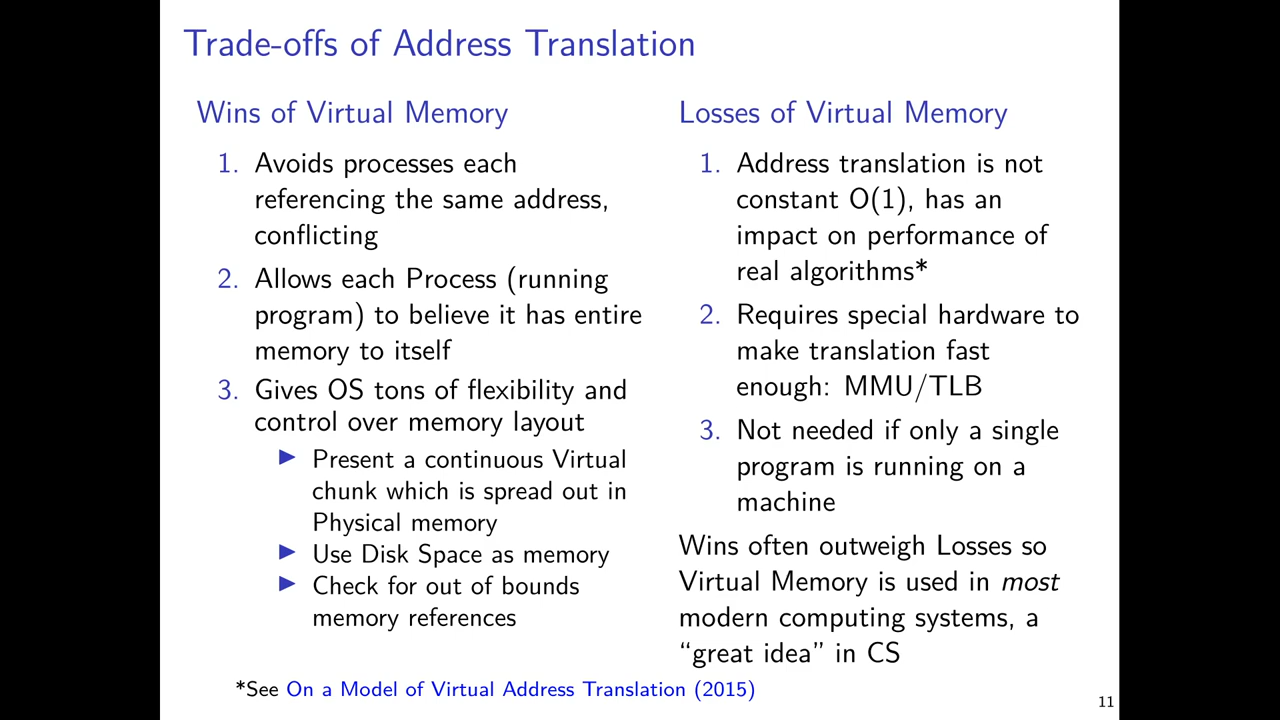 Trade-offs of Address Translation
Wins of Virtual Memory
1. Avoids processes each
referencing the same address,
conflicting
2. Allows each Process (running
program) to believe it has entire
memory to itself
3. Gives OS tons of flexibility and
control over memory layout
▶ Present a continuous Virtual
chunk which is spread out in
Physical memory
▶ Use Disk Space as memory
▶ Check for out of bounds
memory references
Losses of Virtual Memory
1. Address translation is not
constant O(1), has an
impact on performance of
real algorithms*
2. Requires special hardware to
make translation fast
enough: MMU/TLB
3. Not needed if only a single
program is running on a
machine
Wins often outweigh Losses so
Virtual Memory is used in most
modern computing systems, a
“great idea” in CS
*See On a Model of Virtual Address Translation (2015)
11